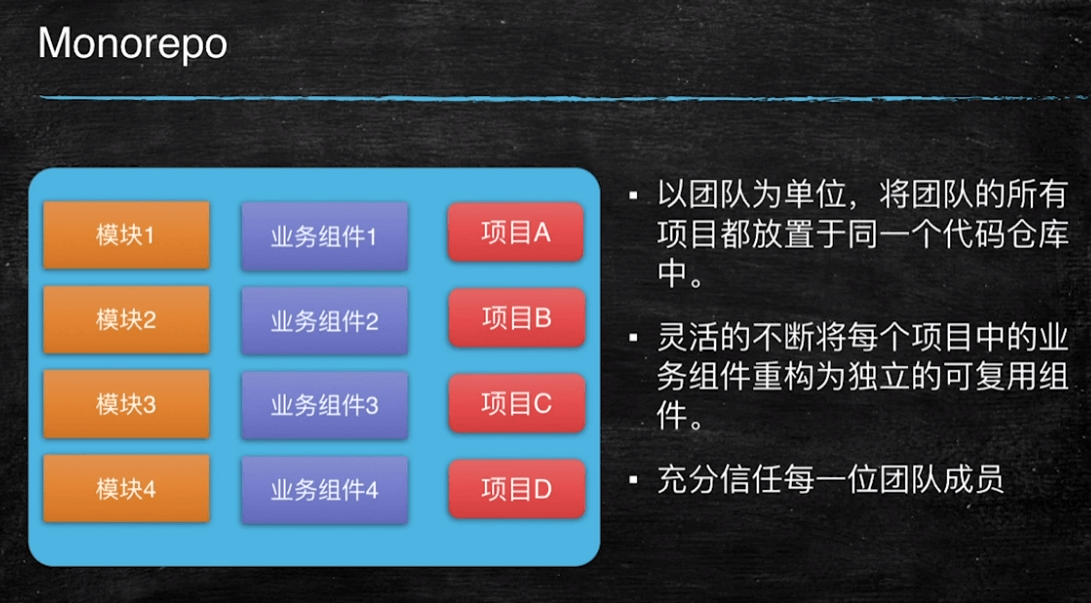 Monorepo
模块1
业务组件1
项目A
模块2
业务组件2
项目B
模块3
业务组件3
项目C
模块4
业务组件4
项目D
▪ 以团队为单位，将团队的所有
项目都放置于同一个代码仓库
中。
▪ 灵活的不断将每个项目中的业
务组件重构为独立的可复用组
件。
▪ 充分信任每一位团队成员